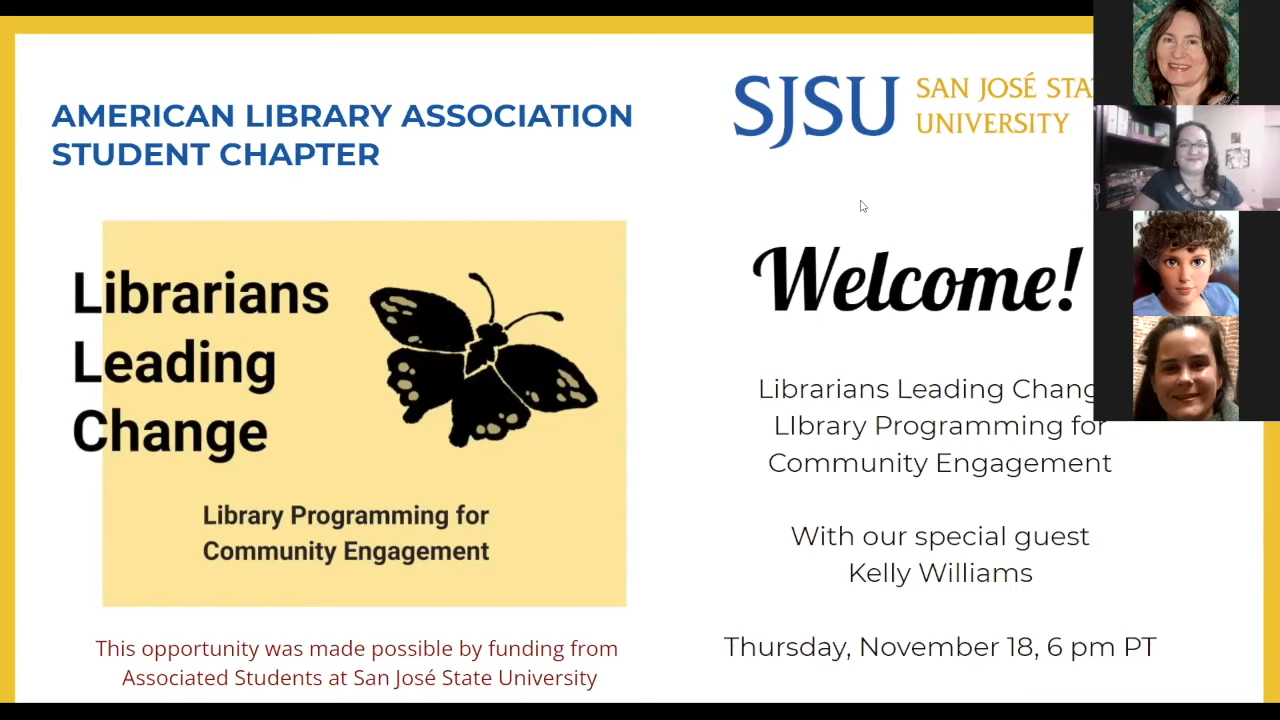 AMERICAN LIBRARY ASSOCIATION
STUDENT CHAPTER
Librarians
Leading
Change
Library Programming for
Community Engagement
This opportunity was made possible by funding from
Associated Students at San José State University
SJSU
SAN JOSÉ STA
UNIVERSITY
Welcome!
Librarians Leading Chang
LIbrary Programming for
Community Engagement
With our special guest
Kelly Williams
Thursday, November 18, 6 pm PT